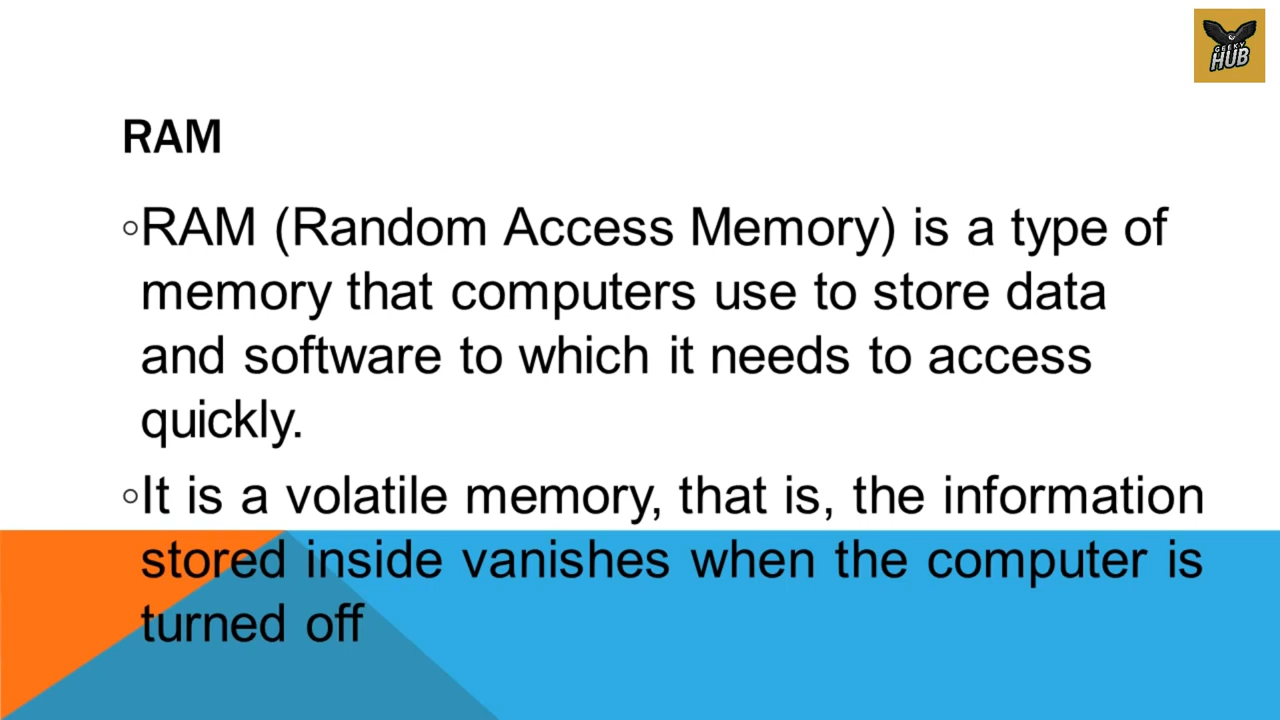 GEEKY
HUB
RAM
◦RAM (Random Access Memory) is a type of
memory that computers use to store data
and software to which it needs to access
quickly.
◦It is a volatile memory, that is, the information
stored inside vanishes when the computer is
turned off